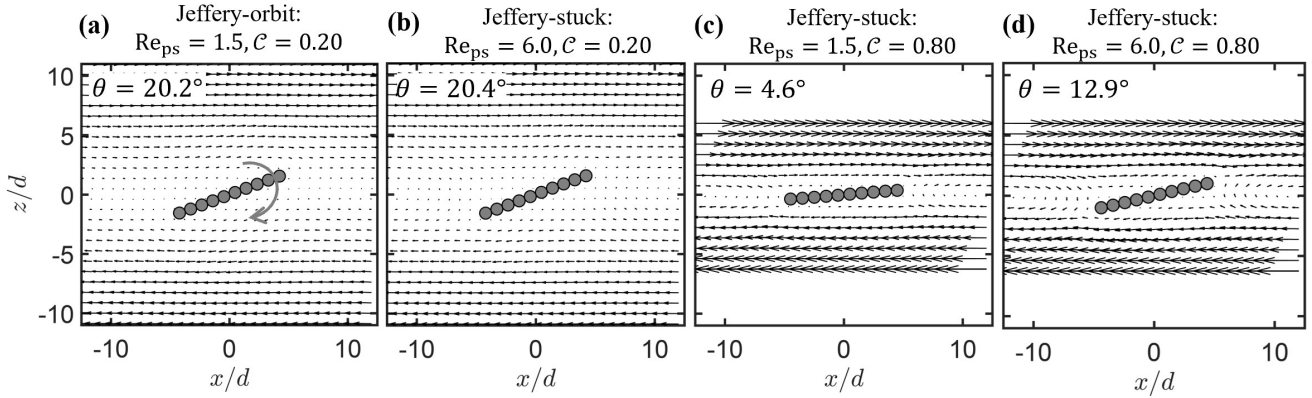 (a) Jeffery-orbit:
Re_ps = 1.5, 𝒞 = 0.20
(b) Jeffery-stuck:
Re_ps = 6.0, 𝒞 = 0.20
(c) Jeffery-stuck:
Re_ps = 1.5, 𝒞 = 0.80
(d) Jeffery-stuck:
Re_ps = 6.0, 𝒞 = 0.80
θ = 20.2°
θ = 20.4°
θ = 4.6°
θ = 12.9°
10
5
0
-5
-10
z/d
-10 0 10
-10 0 10
-10 0 10
-10 0 10
x/d
x/d
x/d
x/d